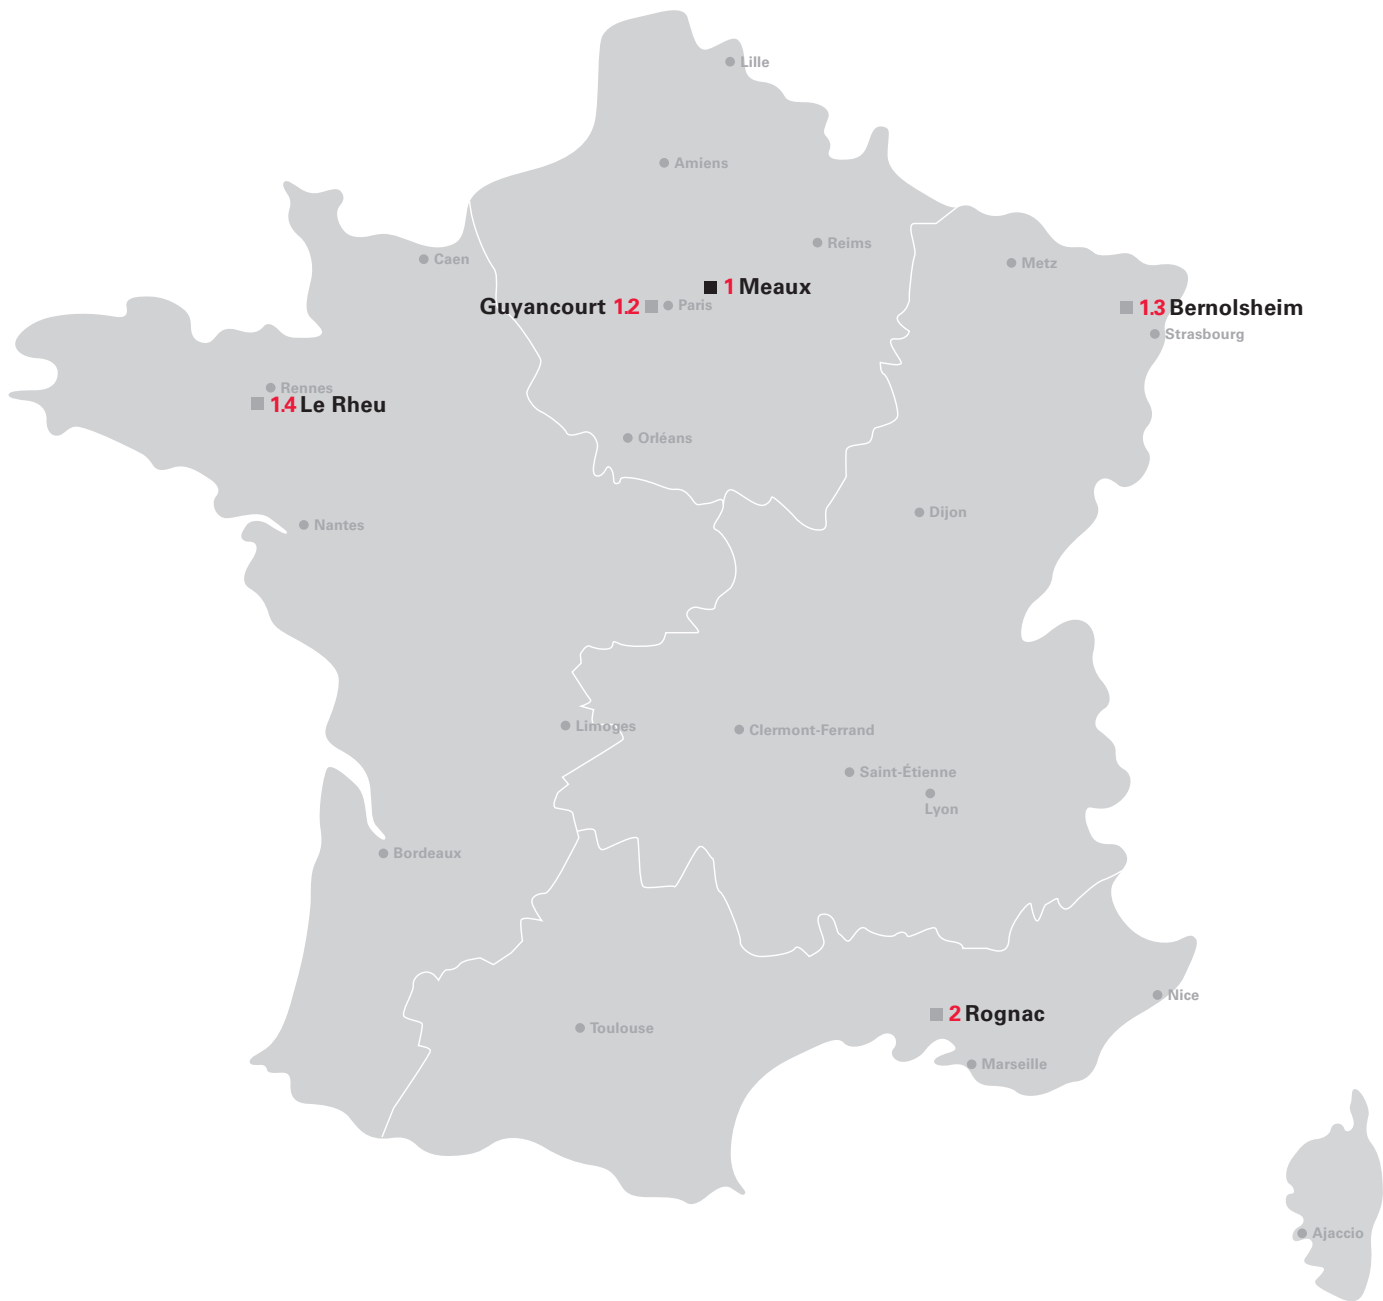 Lille
Amiens
Reims
Caen
Metz
1 Meaux
Guyancourt 1.2
Paris
1.3 Bernolsheim
Strasbourg
Rennes
1.4 Le Rheu
Orléans
Dijon
Nantes
Limoges
Clermont-Ferrand
Saint-Étienne
Lyon
Bordeaux
Nice
2 Rognac
Toulouse
Marseille
Ajaccio